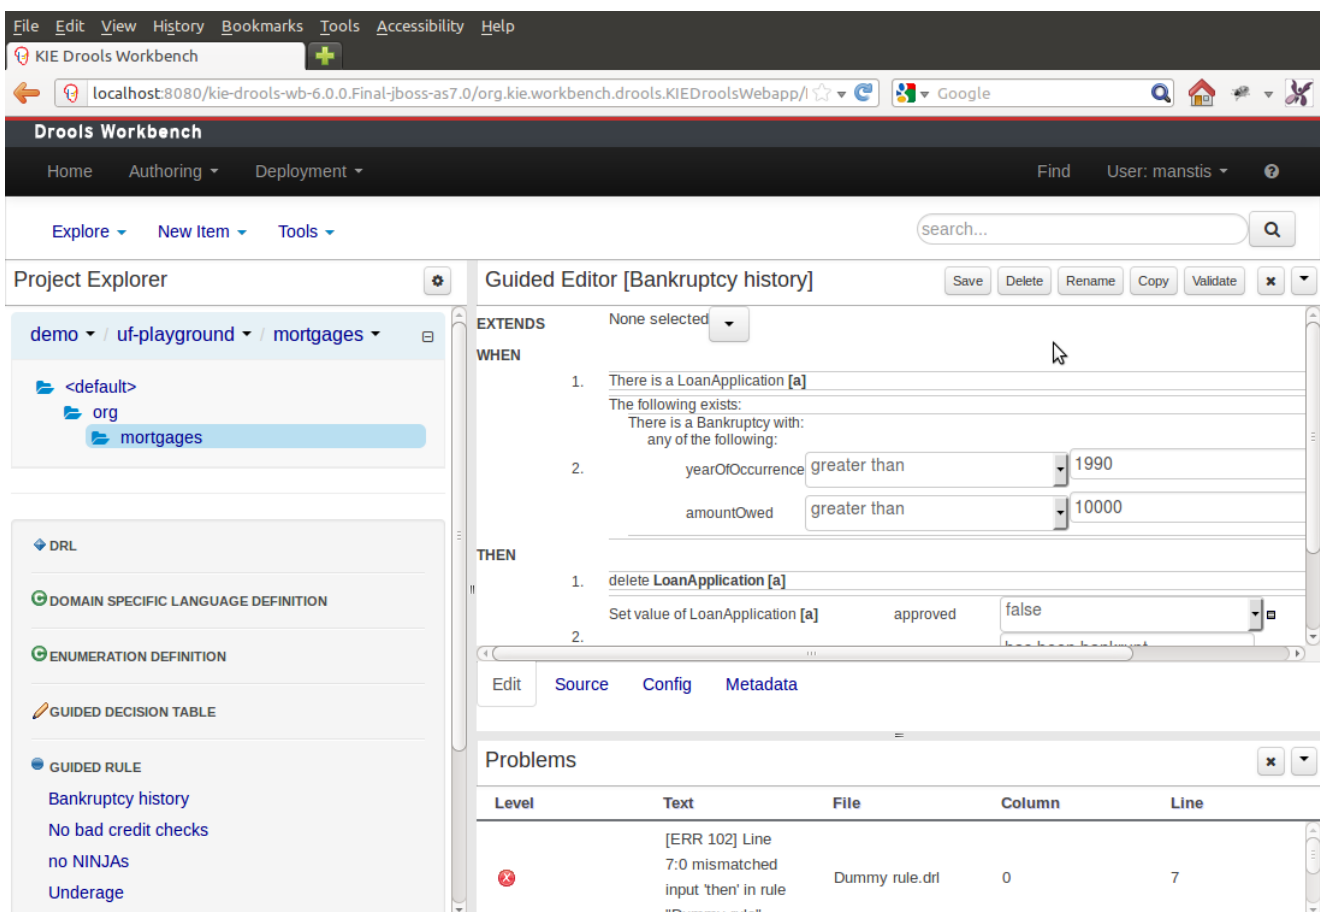 File Edit View History Bookmarks Tools Accessibility Help
KIE Drools Workbench
localhost:8080/kie-drools-wb-6.0.0.Final-jboss-as7.0/org.kie.workbench.drools.KIEDroolsWebapp/
Google
Drools Workbench
Home Authoring Deployment Find User: manstis
Explore New Item Tools search...
Project Explorer
demo / uf-playground / mortgages
<default>
org
mortgages
DRL
DOMAIN SPECIFIC LANGUAGE DEFINITION
ENUMERATION DEFINITION
GUIDED DECISION TABLE
GUIDED RULE
Bankruptcy history
No bad credit checks
no NINJAs
Underage
Guided Editor [Bankruptcy history] Save Delete Rename Copy Validate
EXTENDS None selected
WHEN
1. There is a LoanApplication [a]
The following exists:
There is a Bankruptcy with:
any of the following:
2. yearOfOccurrence greater than 1990
amountOwed greater than 10000
THEN
1. delete LoanApplication [a]
Set value of LoanApplication [a] approved false
2. has been bankrupt
Edit Source Config Metadata
Problems
Level Text File Column Line
[ERR 102] Line
7:0 mismatched
input 'then' in rule
"Dummy rule"
Dummy rule.drl 0 7